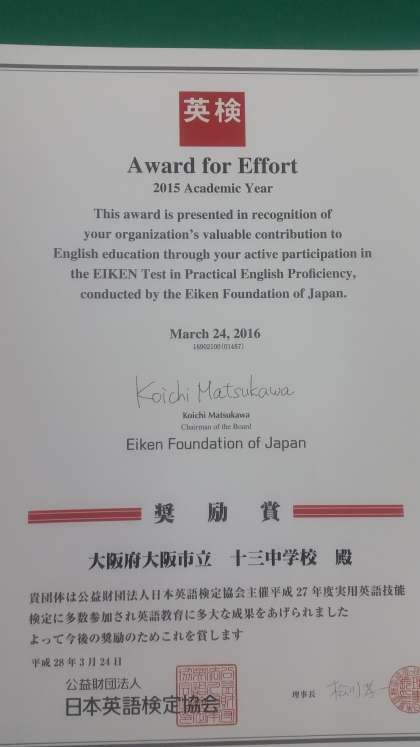 英検
Award for Effort
2015 Academic Year
This award is presented in recognition of
your organization's valuable contribution to
English education through your active participation in
the EIKEN Test in Practical English Proficiency,
conducted by the Eiken Foundation of Japan.
March 24, 2016
Koichi Matsukawa
Koichi Matsukawa
Chairman of the Board
Eiken Foundation of Japan
奨励賞
大阪府大阪市立 十三中学校 殿
貴団体は公益財団法人日本英語検定協会主催平成27年度実用英語技能
検定に多数参加され英語教育に多大な成果をあげられました
よって今後の奨励のためこれを賞します
平成28年3月24日
公益財団法人
日本英語検定協会
理事長